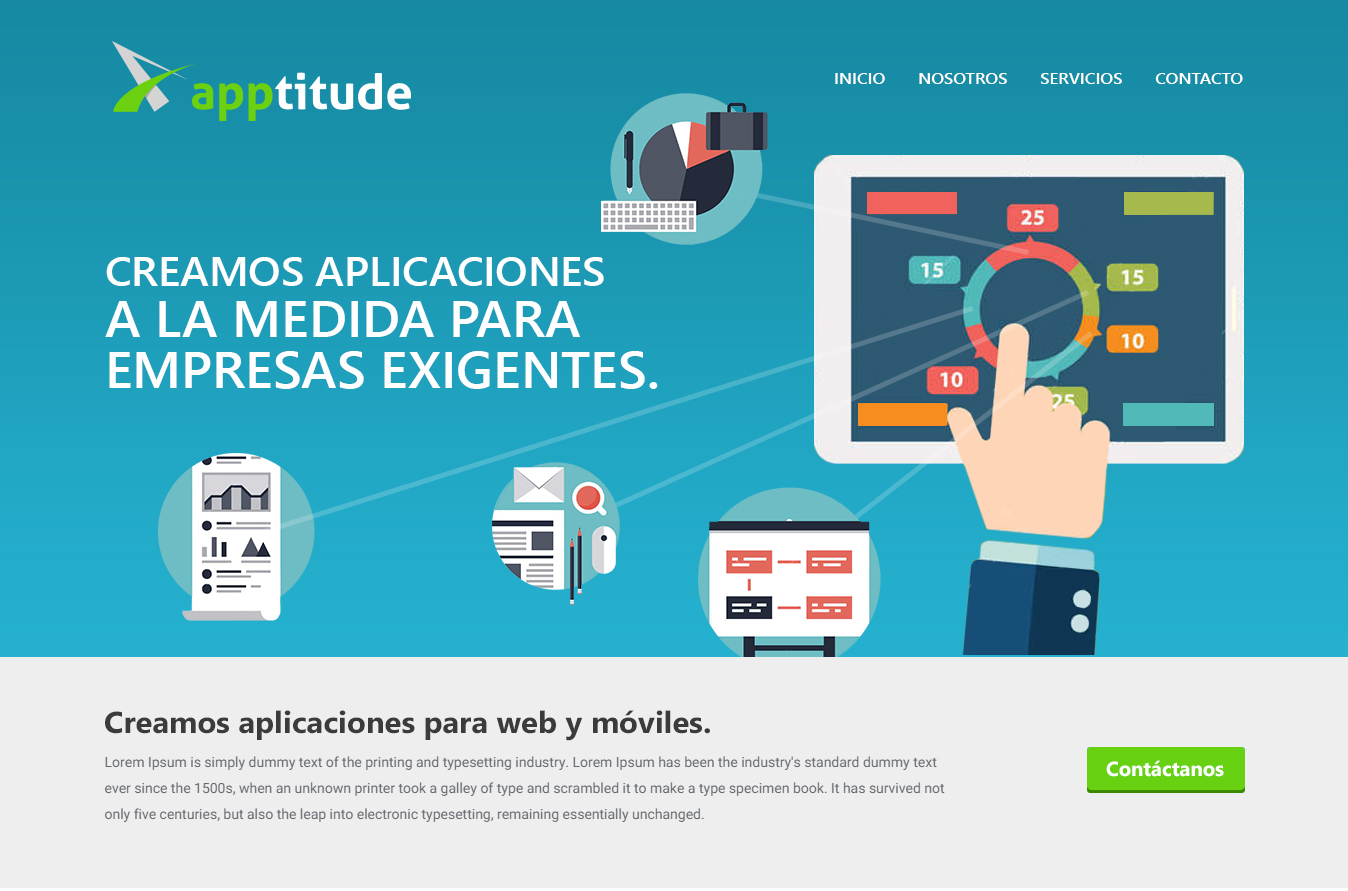 apptitude
INICIO NOSOTROS SERVICIOS CONTACTO
CREAMOS APLICACIONES
A LA MEDIDA PARA
EMPRESAS EXIGENTES.
25
15
15
10
10
25
Creamos aplicaciones para web y móviles.
Lorem Ipsum is simply dummy text of the printing and typesetting industry. Lorem Ipsum has been the industry's standard dummy text
ever since the 1500s, when an unknown printer took a galley of type and scrambled it to make a type specimen book. It has survived not
only five centuries, but also the leap into electronic typesetting, remaining essentially unchanged.
Contáctanos